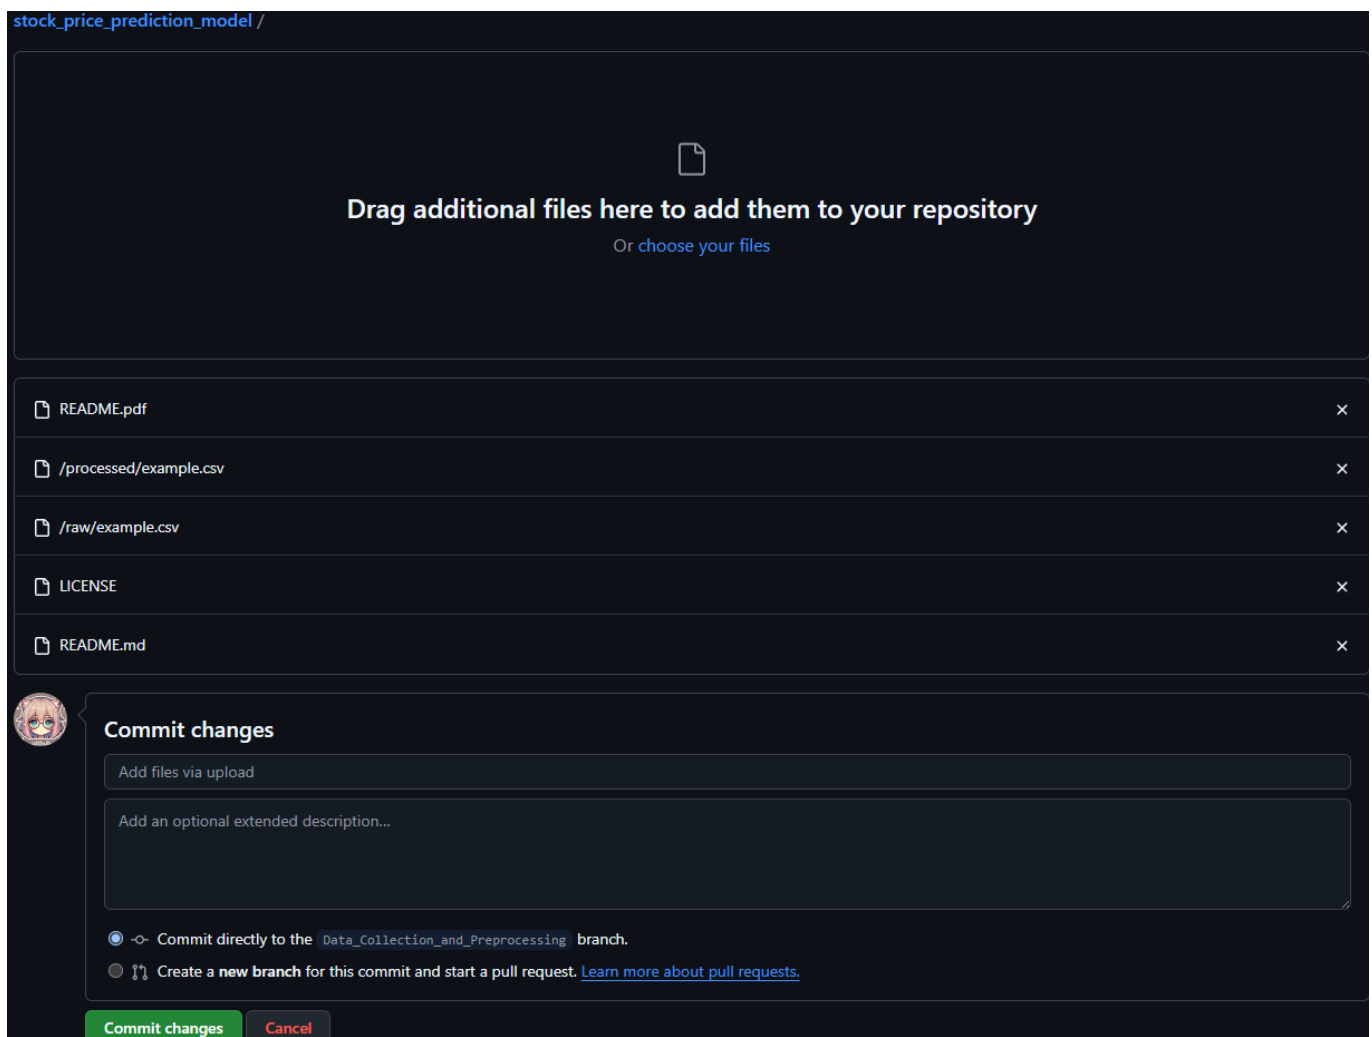 stock_price_prediction_model /
Drag additional files here to add them to your repository
Or choose your files
README.pdf
/processed/example.csv
/raw/example.csv
LICENSE
README.md
Commit changes
Add files via upload
Add an optional extended description...
Commit directly to the Data_Collection_and_Preprocessing branch.
Create a new branch for this commit and start a pull request. Learn more about pull requests.
Commit changes Cancel